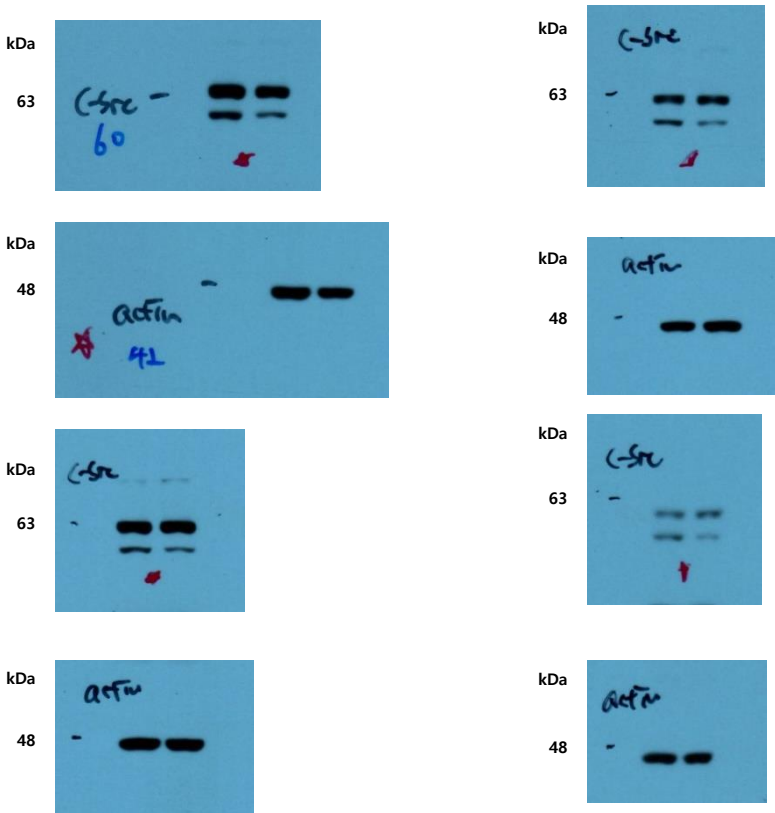 kDa
63
C-Src
60
kDa
63
C-Src
kDa
48
actin
41
kDa
48
actin
kDa
63
C-Src
kDa
63
C-Src
kDa
48
actin
kDa
48
actin